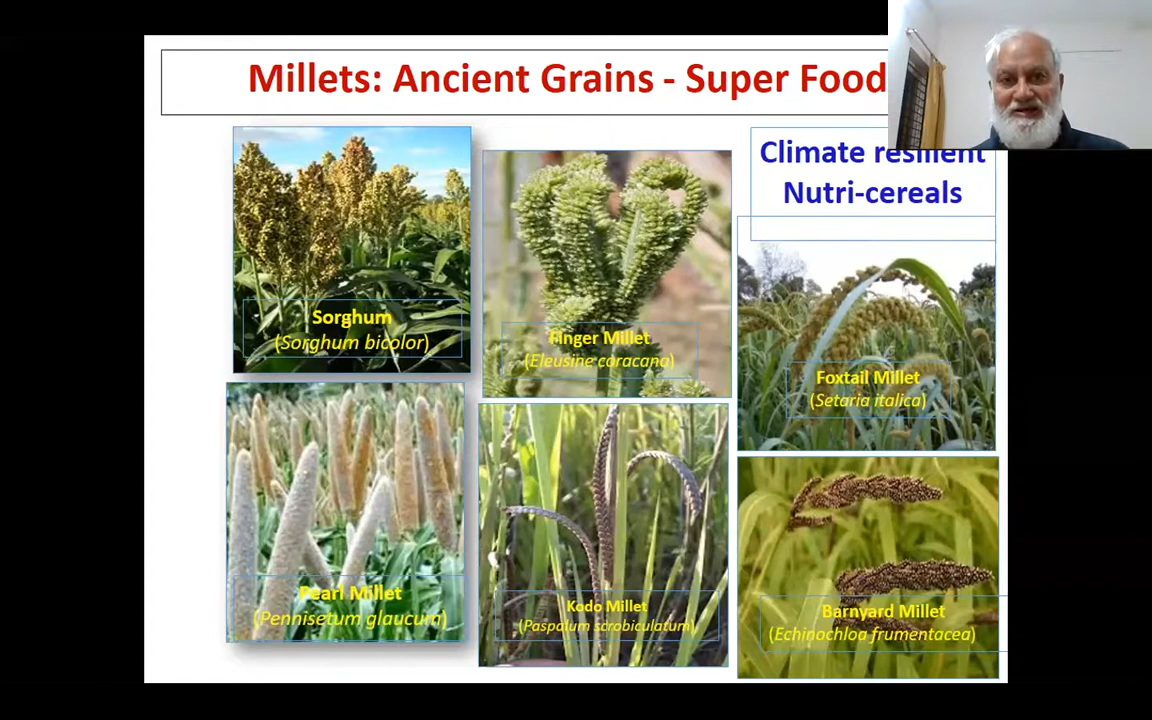 Millets: Ancient Grains - Super Food
Climate resilient
Nutri-cereals
Sorghum
(Sorghum bicolor)
Finger Millet
(Eleusine coracana)
Foxtail Millet
(Setaria italica)
Pearl Millet
(Pennisetum glaucum)
Kodo Millet
(Paspalum scrobiculatum)
Barnyard Millet
(Echinochloa frumentacea)